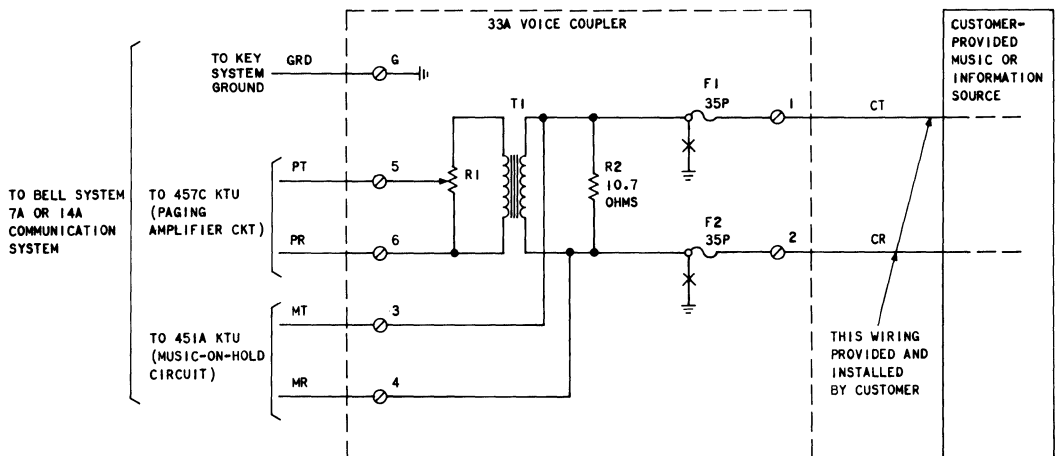 33A VOICE COUPLER
CUSTOMER-
PROVIDED
MUSIC OR
INFORMATION
SOURCE
TO KEY
SYSTEM
GROUND
GRD
G
T1
F1
35P
1
CT
R1
R2
10.7
OHMS
TO BELL SYSTEM
7A OR 14A
COMMUNICATION
SYSTEM
TO 457C KTU
(PAGING
AMPLIFIER CKT)
PT
5
PR
6
F2
35P
2
CR
TO 451A KTU
(MUSIC-ON-HOLD
CIRCUIT)
MT
3
MR
4
THIS WIRING
PROVIDED AND
INSTALLED
BY CUSTOMER